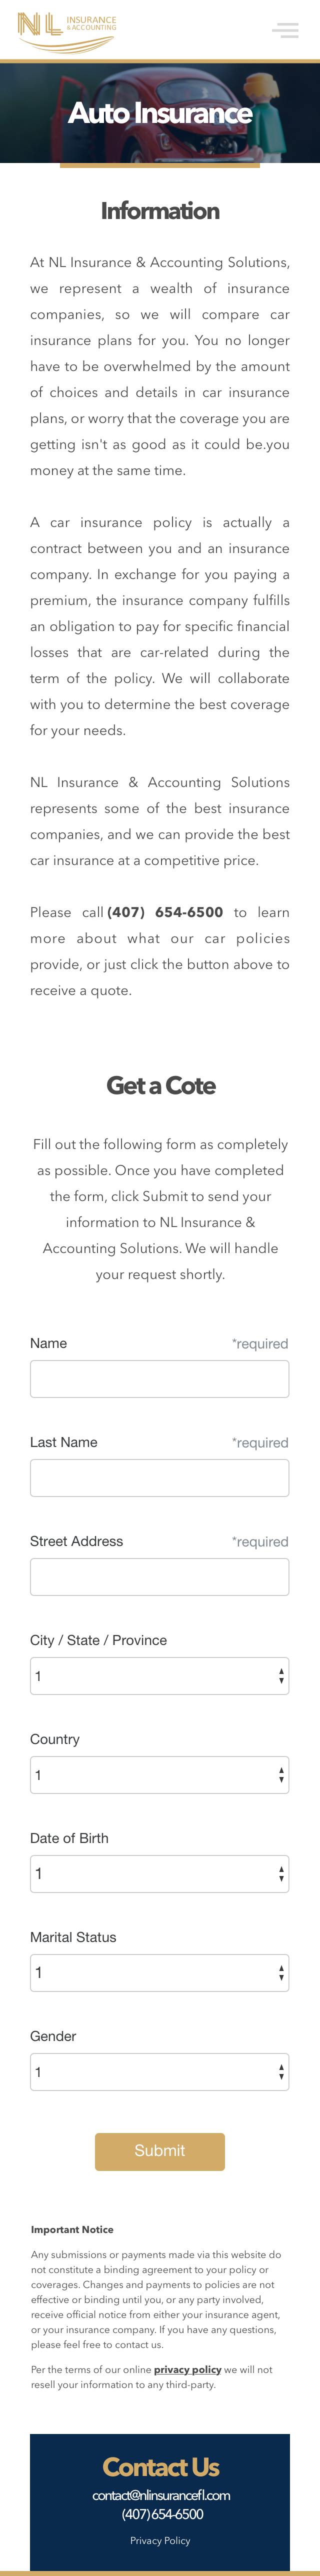 NL INSURANCE
& ACCOUNTING
Auto Insurance
Information
At NL Insurance & Accounting Solutions,
we represent a wealth of insurance
companies, so we will compare car
insurance plans for you. You no longer
have to be overwhelmed by the amount
of choices and details in car insurance
plans, or worry that the coverage you are
getting isn't as good as it could be.you
money at the same time.
A car insurance policy is actually a
contract between you and an insurance
company. In exchange for you paying a
premium, the insurance company fulfills
an obligation to pay for specific financial
losses that are car-related during the
term of the policy. We will collaborate
with you to determine the best coverage
for your needs.
NL Insurance & Accounting Solutions
represents some of the best insurance
companies, and we can provide the best
car insurance at a competitive price.
Please call (407) 654-6500 to learn
more about what our car policies
provide, or just click the button above to
receive a quote.
Get a Cote
Fill out the following form as completely
as possible. Once you have completed
the form, click Submit to send your
information to NL Insurance &
Accounting Solutions. We will handle
your request shortly.
Name *required
Last Name *required
Street Address *required
City / State / Province
1
Country
1
Date of Birth
1
Marital Status
1
Gender
1
Submit
Important Notice
Any submissions or payments made via this website do
not constitute a binding agreement to your policy or
coverages. Changes and payments to policies are not
effective or binding until you, or any party involved,
receive official notice from either your insurance agent,
or your insurance company. If you have any questions,
please feel free to contact us.
Per the terms of our online privacy policy we will not
resell your information to any third-party.
Contact Us
contact@nlinsurancefl.com
(407) 654-6500
Privacy Policy